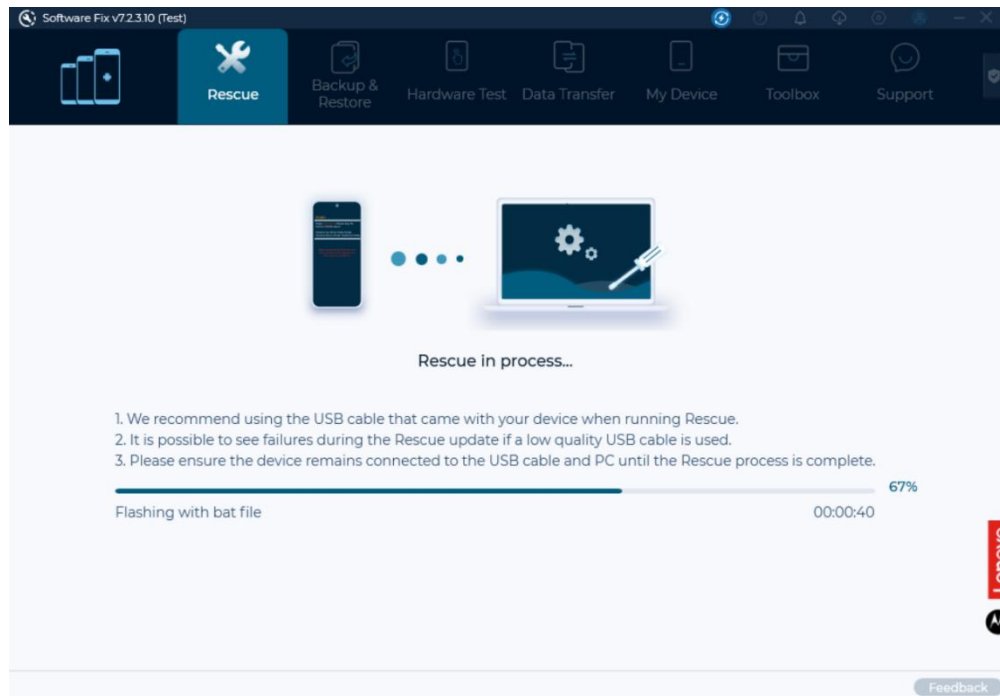 Software Fix v7.2.3.10 (Test)
Rescue
Backup &
Restore
Hardware Test
Data Transfer
My Device
Toolbox
Support
Rescue in process...
1. We recommend using the USB cable that came with your device when running Rescue.
2. It is possible to see failures during the Rescue update if a low quality USB cable is used.
3. Please ensure the device remains connected to the USB cable and PC until the Rescue process is complete.
67%
Flashing with bat file
00:00:40
Feedback